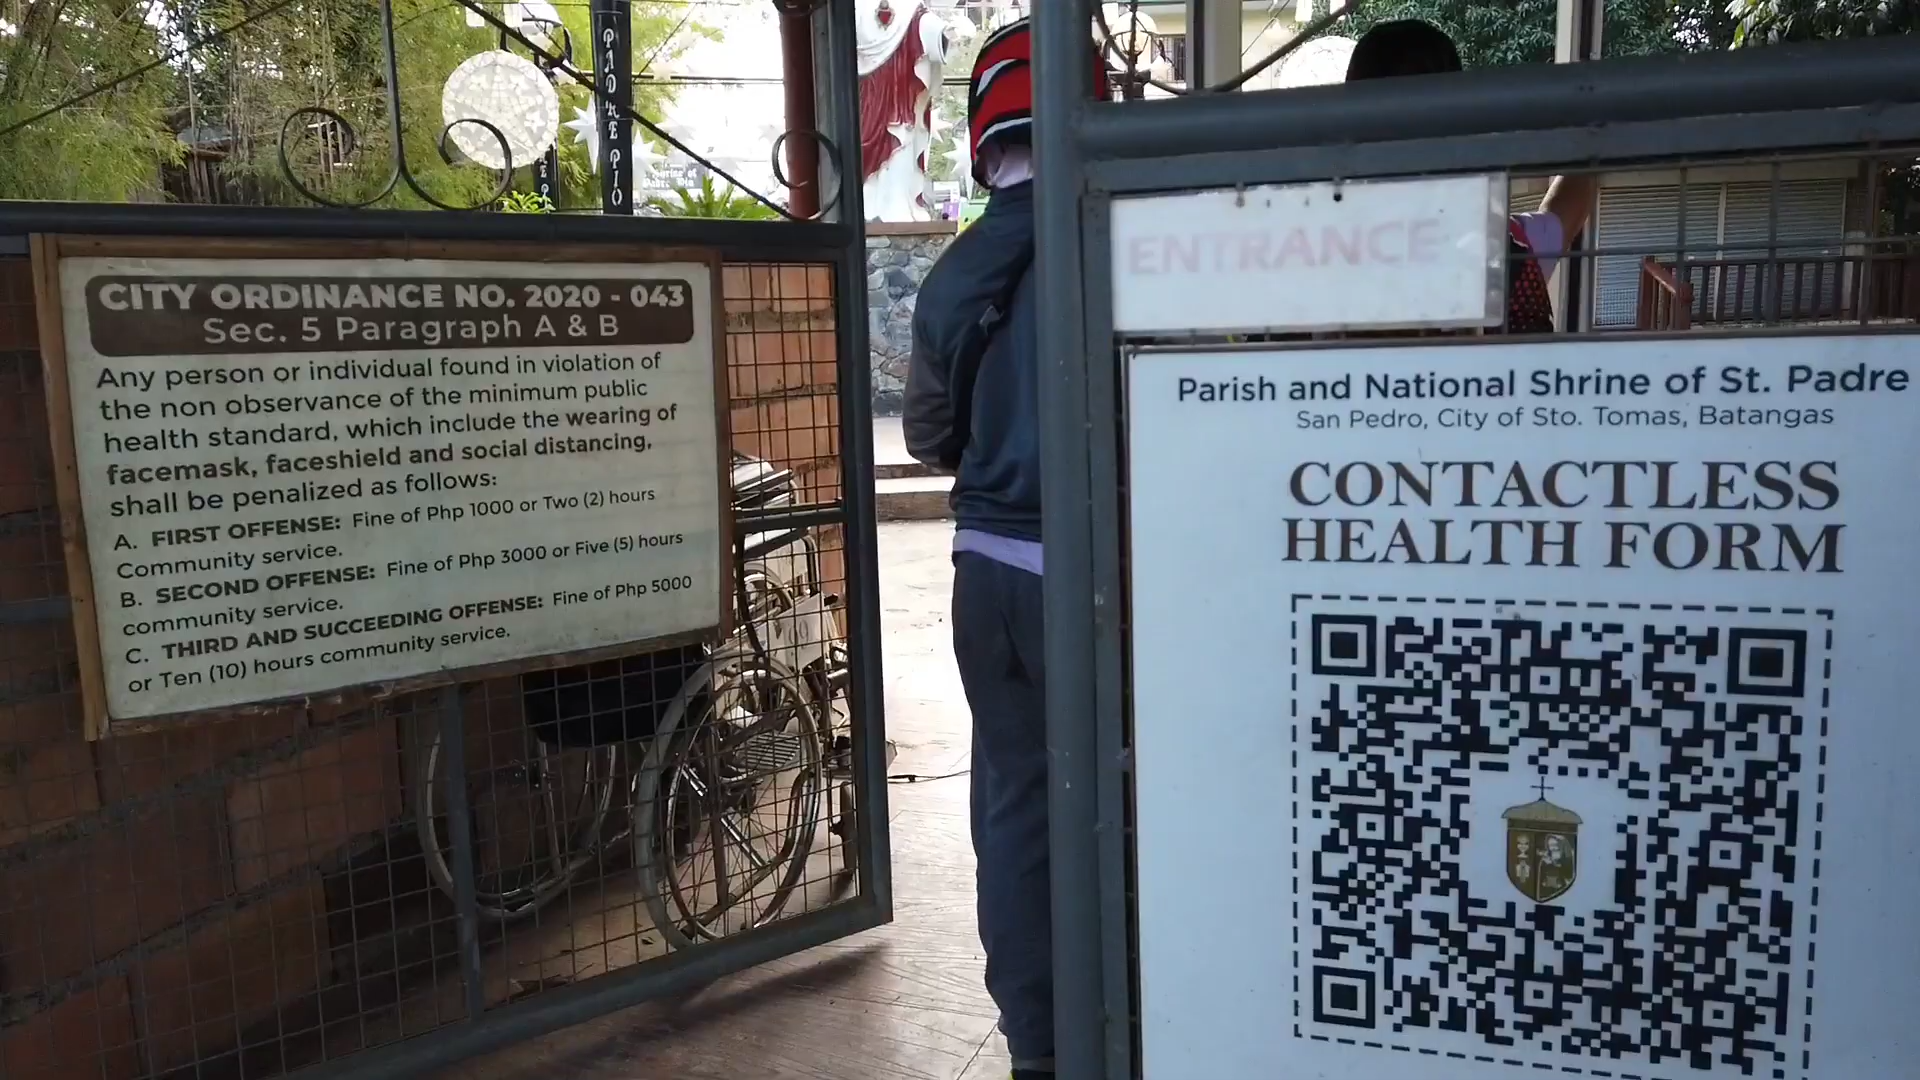 PADRE PIO
Shrine of
CITY ORDINANCE NO. 2020 - 043
Sec. 5 Paragraph A & B
Any person or individual found in violation of
the non observance of the minimum public
health standard, which include the wearing of
facemask, faceshield and social distancing,
shall be penalized as follows:
A. FIRST OFFENSE: Fine of Php 1000 or Two (2) hours
Community service.
B. SECOND OFFENSE: Fine of Php 3000 or Five (5) hours
community service.
C. THIRD AND SUCCEEDING OFFENSE: Fine of Php 5000
or Ten (10) hours community service.
ENTRANCE
Parish and National Shrine of St. Padre
San Pedro, City of Sto. Tomas, Batangas
CONTACTLESS
HEALTH FORM